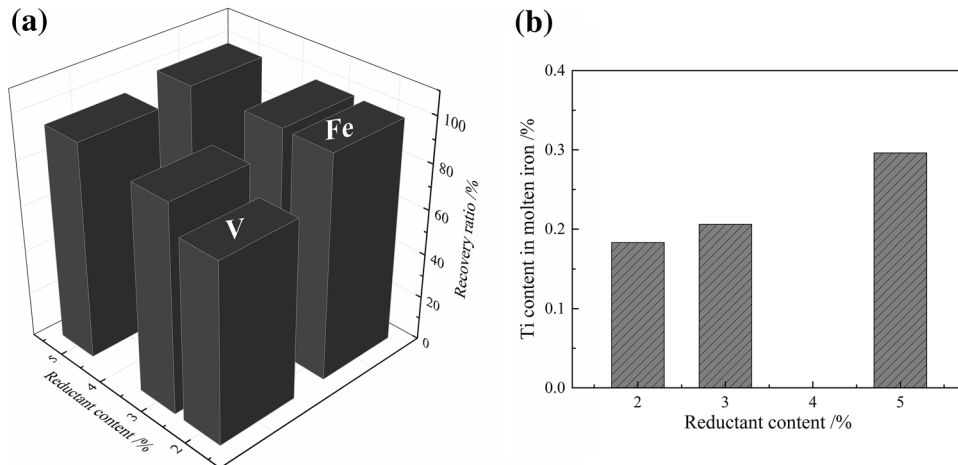 (a)
Fe
V
100
80
60
40
20
0
Recovery ratio /%
5
4
3
2
Reductant content /%
(b)
0.4
0.3
0.2
0.1
0.0
Ti content in molten iron /%
2
3
4
5
Reductant content /%